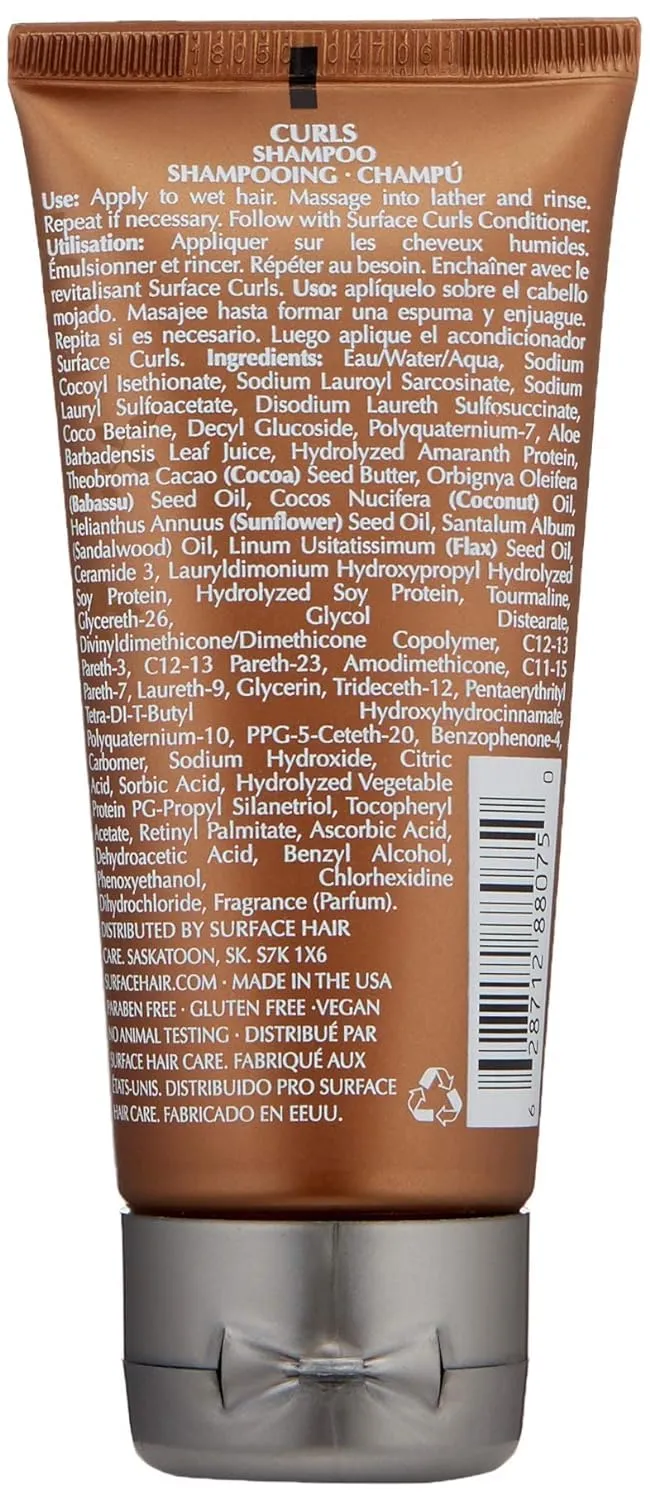 18050 04706
CURLS
SHAMPOO
SHAMPOOING · CHAMPÚ
Use: Apply to wet hair. Massage into lather and rinse.
Repeat if necessary. Follow with Surface Curls Conditioner.
Utilisation: Appliquer sur les cheveux humides.
Émulsionner et rincer. Répéter au besoin. Enchaîner avec le
revitalisant Surface Curls. Uso: aplíquelo sobre el cabello
mojado. Masajee hasta formar una espuma y enjuague.
Repita si es necesario. Luego aplique el acondicionador
Surface Curls. Ingredients: Eau/Water/Aqua, Sodium
Cocoyl Isethionate, Sodium Lauroyl Sarcosinate, Sodium
Lauryl Sulfoacetate, Disodium Laureth Sulfosuccinate,
Coco Betaine, Decyl Glucoside, Polyquaternium-7, Aloe
Barbadensis Leaf Juice, Hydrolyzed Amaranth Protein,
Theobroma Cacao (Cocoa) Seed Butter, Orbignya Oleifera
(Babassu) Seed Oil, Cocos Nucifera (Coconut) Oil,
Helianthus Annuus (Sunflower) Seed Oil, Santalum Album
(Sandalwood) Oil, Linum Usitatissimum (Flax) Seed Oil,
Ceramide 3, Lauryldimonium Hydroxypropyl Hydrolyzed
Soy Protein, Hydrolyzed Soy Protein, Tourmaline,
Glycereth-26, Glycol Distearate,
Divinyldimethicone/Dimethicone Copolymer, C12-13
Pareth-3, C12-13 Pareth-23, Amodimethicone, C11-15
Pareth-7, Laureth-9, Glycerin, Trideceth-12, Pentaerythrityl
Tetra-DI-T-Butyl Hydroxyhydrocinnamate,
Polyquaternium-10, PPG-5-Ceteth-20, Benzophenone-4,
Carbomer, Sodium Hydroxide, Citric
Acid, Sorbic Acid, Hydrolyzed Vegetable
Protein PG-Propyl Silanetriol, Tocopheryl
Acetate, Retinyl Palmitate, Ascorbic Acid,
Dehydroacetic Acid, Benzyl Alcohol,
Phenoxyethanol, Chlorhexidine
Dihydrochloride, Fragrance (Parfum).
DISTRIBUTED BY SURFACE HAIR
CARE. SASKATOON, SK. S7K 1X6
SURFACEHAIR.COM · MADE IN THE USA
PARABEN FREE · GLUTEN FREE ·VEGAN
NO ANIMAL TESTING · DISTRIBUÉ PAR
SURFACE HAIR CARE. FABRIQUÉ AUX
ÉTATS-UNIS. DISTRIBUIDO PRO SURFACE
HAIR CARE. FABRICADO EN EEUU.
6 28712 88075 0